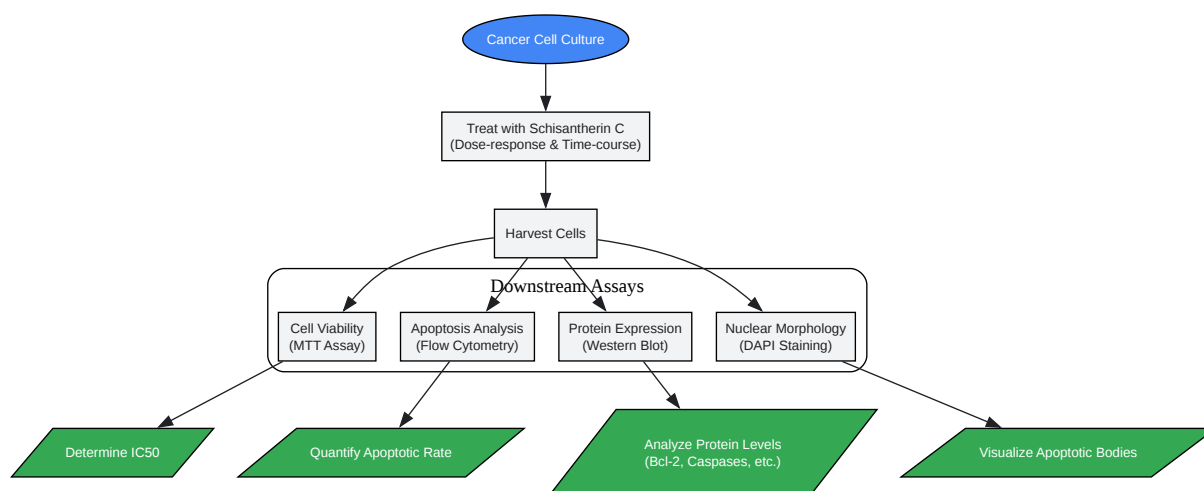 Cancer Cell Culture
Treat with Schisantherin C
(Dose-response & Time-course)
Harvest Cells
Downstream Assays
Cell Viability
(MTT Assay)
Apoptosis Analysis
(Flow Cytometry)
Protein Expression
(Western Blot)
Nuclear Morphology
(DAPI Staining)
Determine IC50
Quantify Apoptotic Rate
Analyze Protein Levels
(Bcl-2, Caspases, etc.)
Visualize Apoptotic Bodies